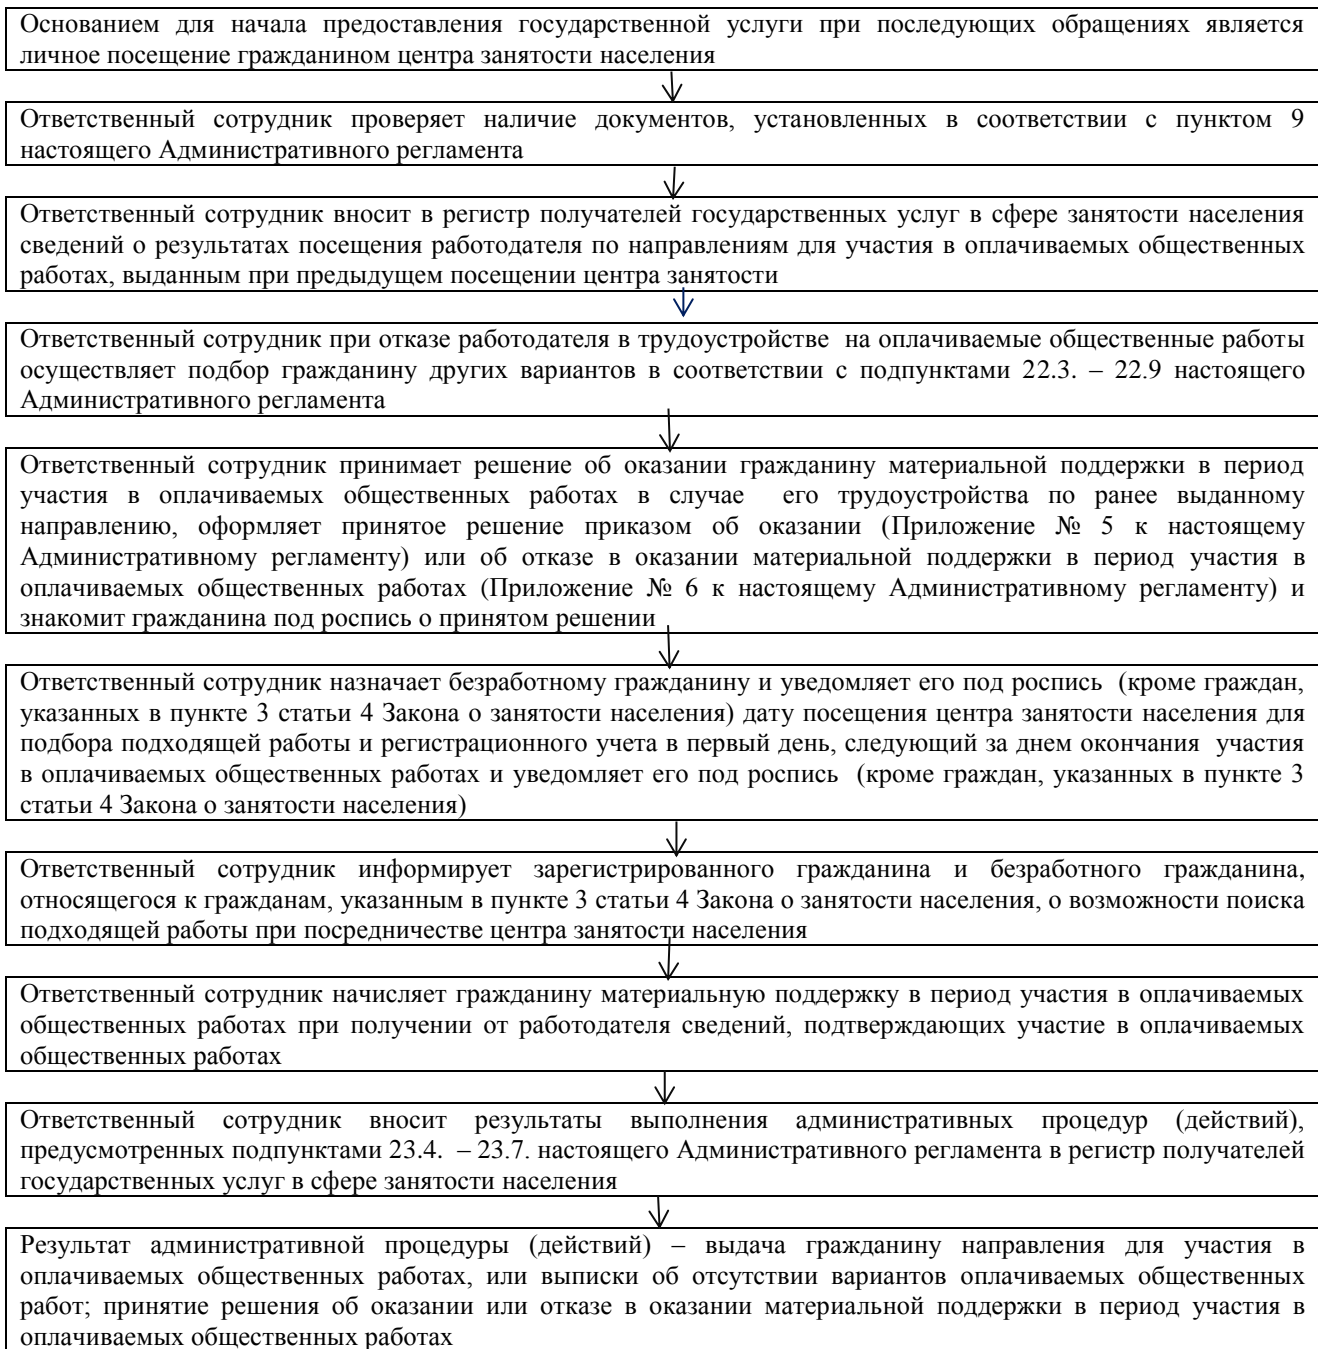 Основанием для начала предоставления государственной услуги при последующих обращениях является
личное посещение гражданином центра занятости населения
Ответственный сотрудник проверяет наличие документов, установленных в соответствии с пунктом 9
настоящего Административного регламента
Ответственный сотрудник вносит в регистр получателей государственных услуг в сфере занятости населения
сведений о результатах посещения работодателя по направлениям для участия в оплачиваемых общественных
работах, выданным при предыдущем посещении центра занятости
Ответственный сотрудник при отказе работодателя в трудоустройстве на оплачиваемые общественные работы
осуществляет подбор гражданину других вариантов в соответствии с подпунктами 22.3. – 22.9 настоящего
Административного регламента
Ответственный сотрудник принимает решение об оказании гражданину материальной поддержки в период
участия в оплачиваемых общественных работах в случае его трудоустройства по ранее выданному
направлению, оформляет принятое решение приказом об оказании (Приложение № 5 к настоящему
Административному регламенту) или об отказе в оказании материальной поддержки в период участия в
оплачиваемых общественных работах (Приложение № 6 к настоящему Административному регламенту) и
знакомит гражданина под роспись о принятом решении
Ответственный сотрудник назначает безработному гражданину и уведомляет его под роспись (кроме граждан,
указанных в пункте 3 статьи 4 Закона о занятости населения) дату посещения центра занятости населения для
подбора подходящей работы и регистрационного учета в первый день, следующий за днем окончания участия
в оплачиваемых общественных работах и уведомляет его под роспись (кроме граждан, указанных в пункте 3
статьи 4 Закона о занятости населения)
Ответственный сотрудник информирует зарегистрированного гражданина и безработного гражданина,
относящегося к гражданам, указанным в пункте 3 статьи 4 Закона о занятости населения, о возможности поиска
подходящей работы при посредничестве центра занятости населения
Ответственный сотрудник начисляет гражданину материальную поддержку в период участия в оплачиваемых
общественных работах при получении от работодателя сведений, подтверждающих участие в оплачиваемых
общественных работах
Ответственный сотрудник вносит результаты выполнения административных процедур (действий),
предусмотренных подпунктами 23.4. – 23.7. настоящего Административного регламента в регистр получателей
государственных услуг в сфере занятости населения
Результат административной процедуры (действий) – выдача гражданину направления для участия в
оплачиваемых общественных работах, или выписки об отсутствии вариантов оплачиваемых общественных
работ; принятие решения об оказании или отказе в оказании материальной поддержки в период участия в
оплачиваемых общественных работах